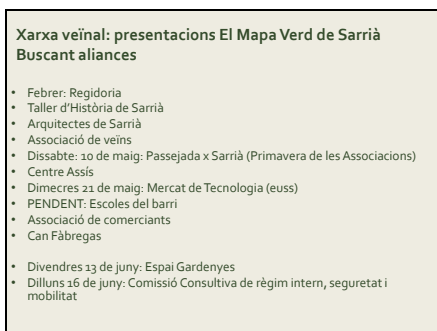 Xarxa veïnal: presentacions El Mapa Verd de Sarrià
Buscant aliances
• Febrer: Regidoria
• Taller d'Història de Sarrià
• Arquitectes de Sarrià
• Associació de veïns
• Dissabte: 10 de maig: Passejada x Sarrià (Primavera de les Associacions)
• Centre Assís
• Dimecres 21 de maig: Mercat de Tecnologia (euss)
• PENDENT: Escoles del barri
• Associació de comerciants
• Can Fàbregas
• Divendres 13 de juny: Espai Gardenyes
• Dilluns 16 de juny: Comissió Consultiva de règim intern, seguretat i
mobilitat